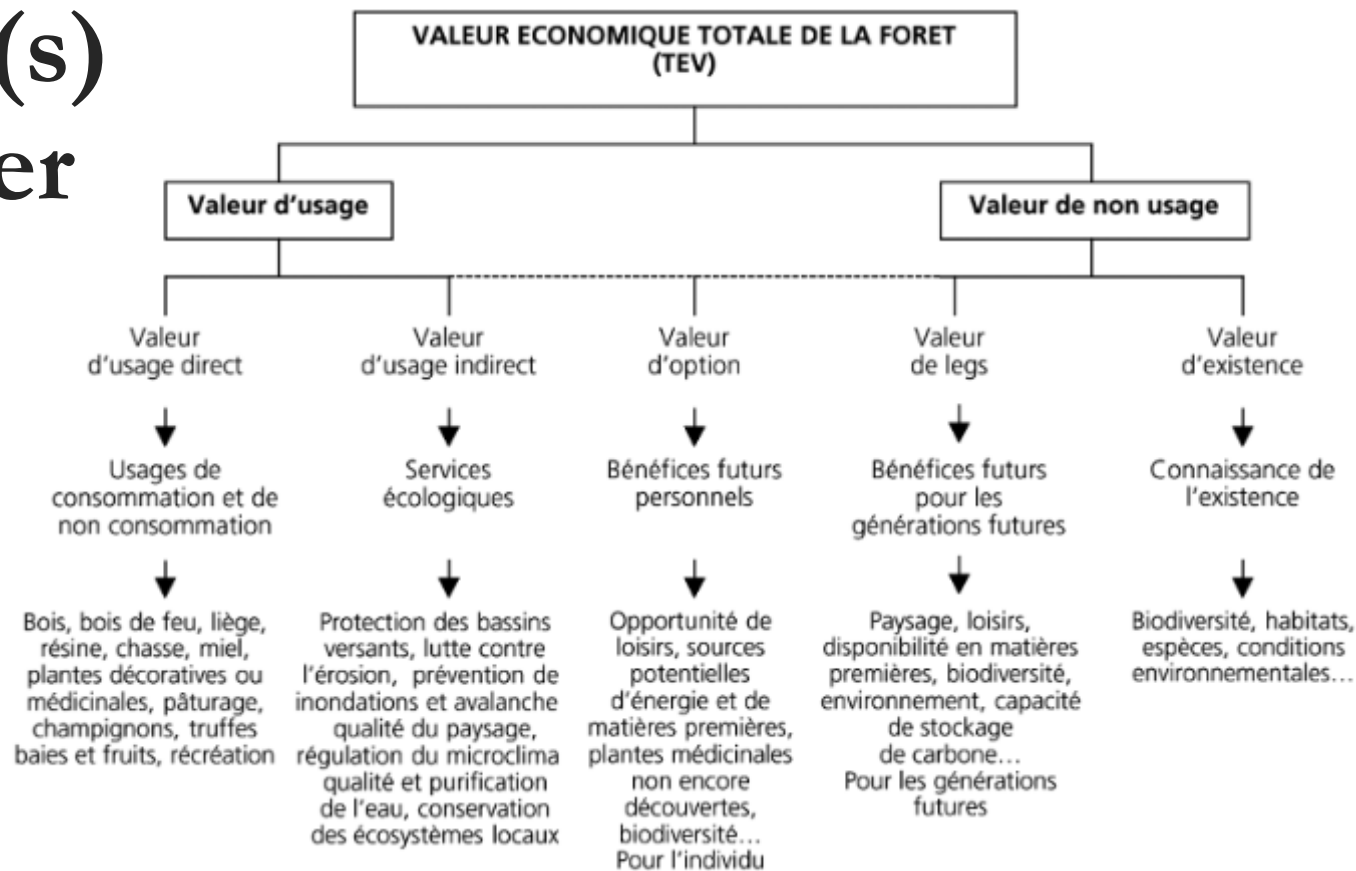 (s)
er
VALEUR ECONOMIQUE TOTALE DE LA FORET
(TEV)
Valeur d'usage
Valeur de non usage
Valeur
d'usage direct
Valeur
d'usage indirect
Valeur
d'option
Valeur
de legs
Valeur
d'existence
Usages de
consommation et de
non consommation
Services
écologiques
Bénéfices futurs
personnels
Bénéfices futurs
pour les
générations futures
Connaissance de
l'existence
Bois, bois de feu, liège,
résine, chasse, miel,
plantes décoratives ou
médicinales, pâturage,
champignons, truffes
baies et fruits, récréation
Protection des bassins
versants, lutte contre
l'érosion, prévention de
inondations et avalanche
qualité du paysage,
régulation du microclima
qualité et purification
de l'eau, conservation
des écosystèmes locaux
Opportunité de
loisirs, sources
potentielles
d'énergie et de
matières premières,
plantes médicinales
non encore
découvertes,
biodiversité...
Pour l'individu
Paysage, loisirs,
disponibilité en matières
premières, biodiversité,
environnement, capacité
de stockage
de carbone...
Pour les générations
futures
Biodiversité, habitats,
espèces, conditions
environnementales...